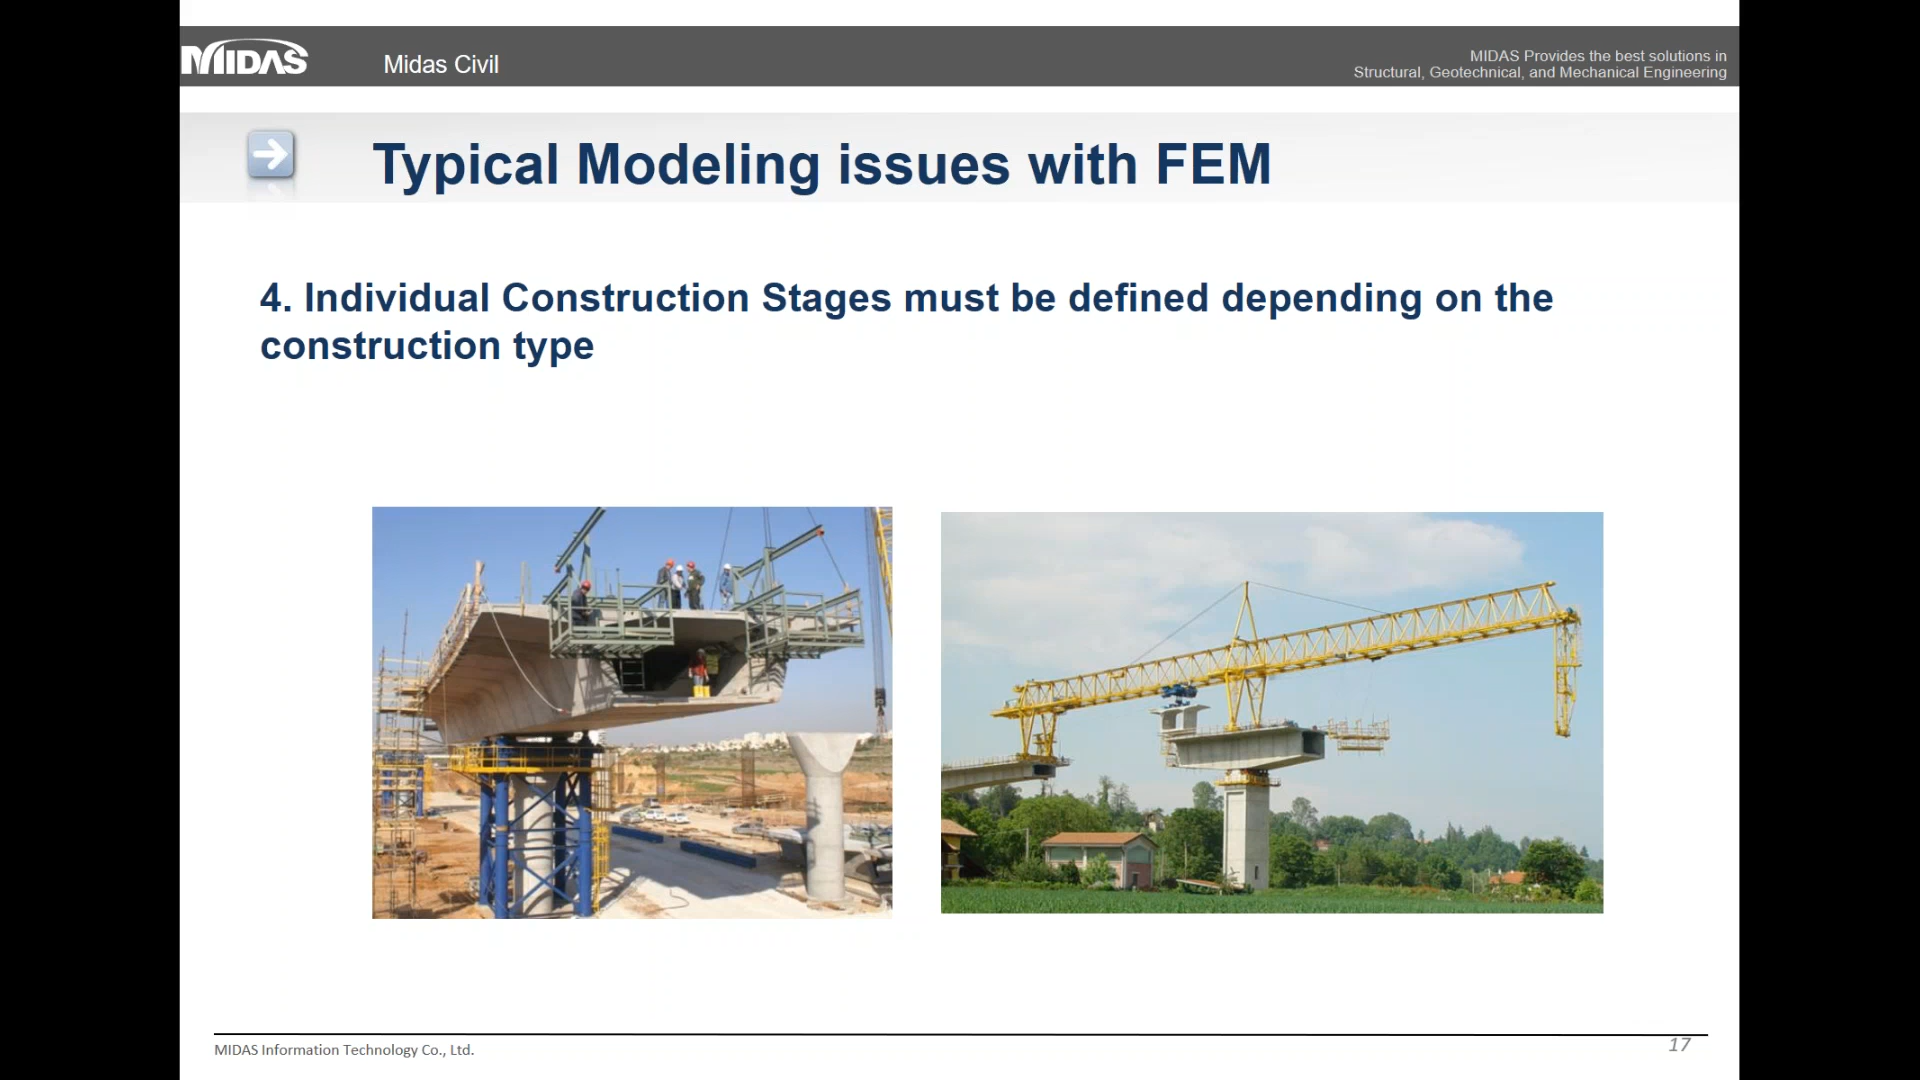 MIDAS
Midas Civil
MIDAS Provides the best solutions in
Structural, Geotechnical, and Mechanical Engineering
Typical Modeling issues with FEM
4. Individual Construction Stages must be defined depending on the
construction type
MIDAS Information Technology Co., Ltd.
17